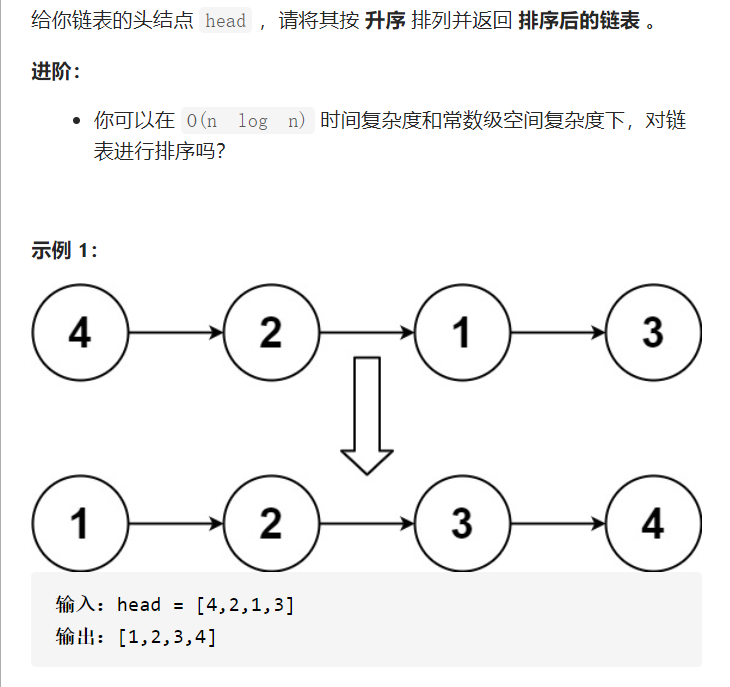 给你链表的头结点 head ，请将其按 升序 排列并返回 排序后的链表 。
进阶：
• 你可以在 O(n log n) 时间复杂度和常数级空间复杂度下，对链
表进行排序吗？
示例 1：
4 2 1 3
1 2 3 4
输入：head = [4,2,1,3]
输出：[1,2,3,4]